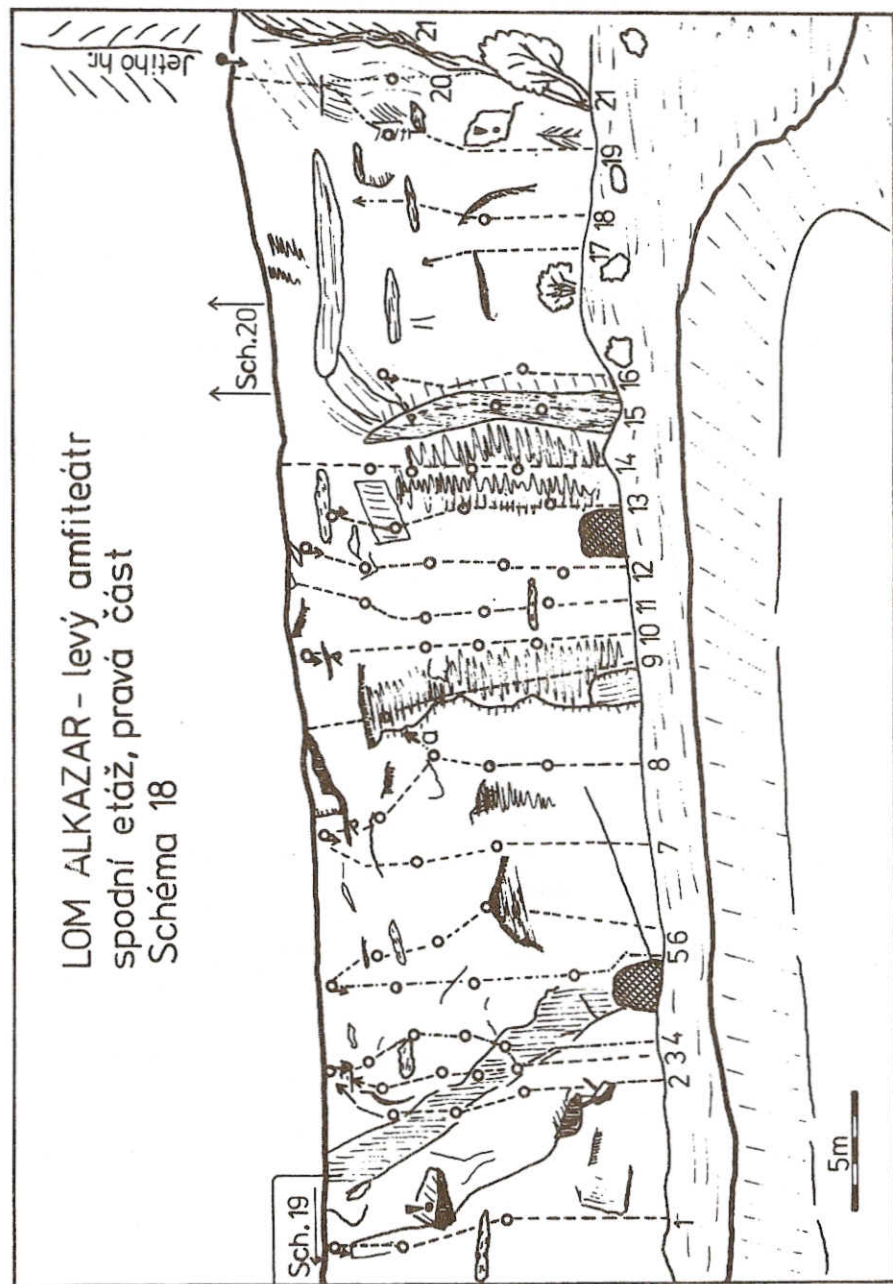 LOM ALKAZAR - levý amfiteátr
spodní etáž, pravá část
Schéma 18
Sch. 19
Sch. 20
Jetiho hr.
a
20
21
1
2
3
4
5
6
7
8
9
10
11
12
13
14
15
16
17
18
19
21
5m